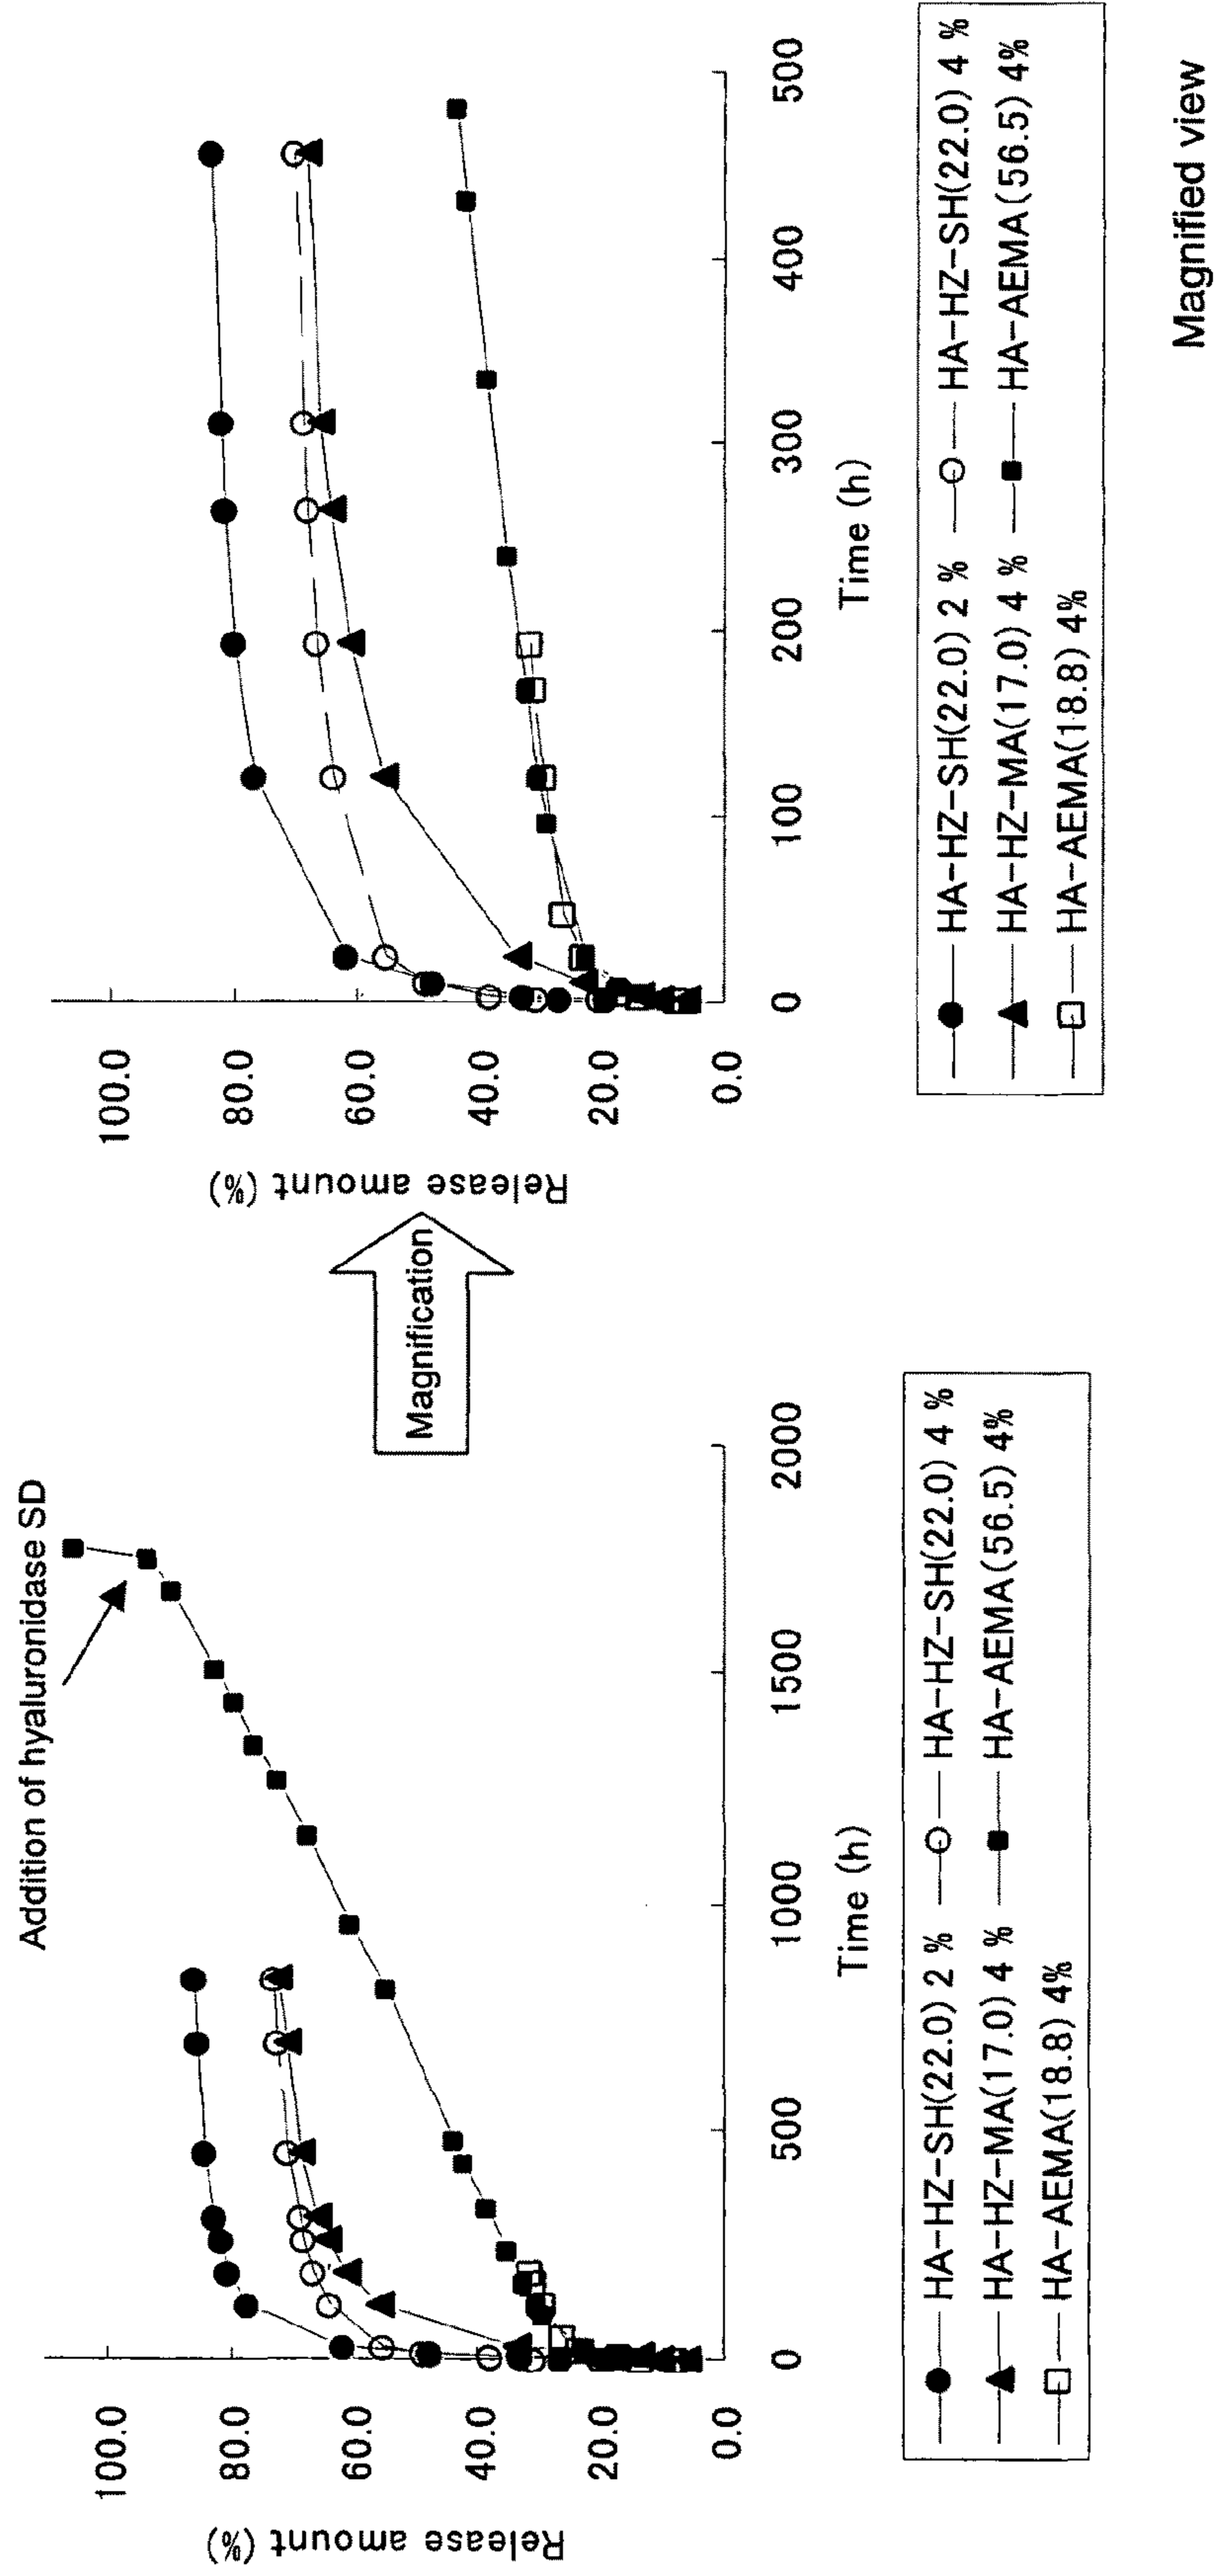 Addition of hyaluronidase SD
Release amount (%)
100.0
80.0
60.0
40.0
20.0
0.0
0
500
1000
1500
2000
Time (h)
HA-HZ-SH(22.0) 2 %
HA-HZ-SH(22.0) 4 %
HA-HZ-MA(17.0) 4 %
HA-AEMA(56.5) 4%
HA-AEMA(18.8) 4%
Magnification
Release amount (%)
100.0
80.0
60.0
40.0
20.0
0.0
0
100
200
300
400
500
Time (h)
HA-HZ-SH(22.0) 2 %
HA-HZ-SH(22.0) 4 %
HA-HZ-MA(17.0) 4 %
HA-AEMA(56.5) 4%
HA-AEMA(18.8) 4%
Magnified view